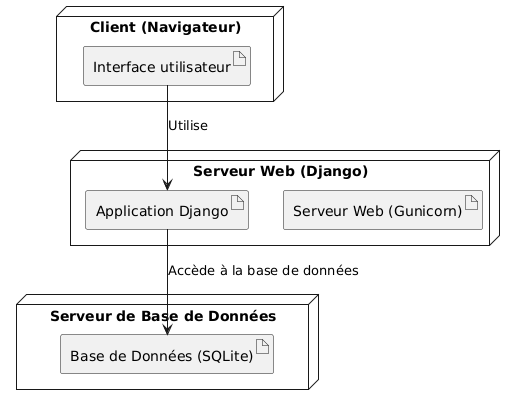 Client (Navigateur)
Interface utilisateur
Utilise
Serveur Web (Django)
Application Django
Serveur Web (Gunicorn)
Accède à la base de données
Serveur de Base de Données
Base de Données (SQLite)